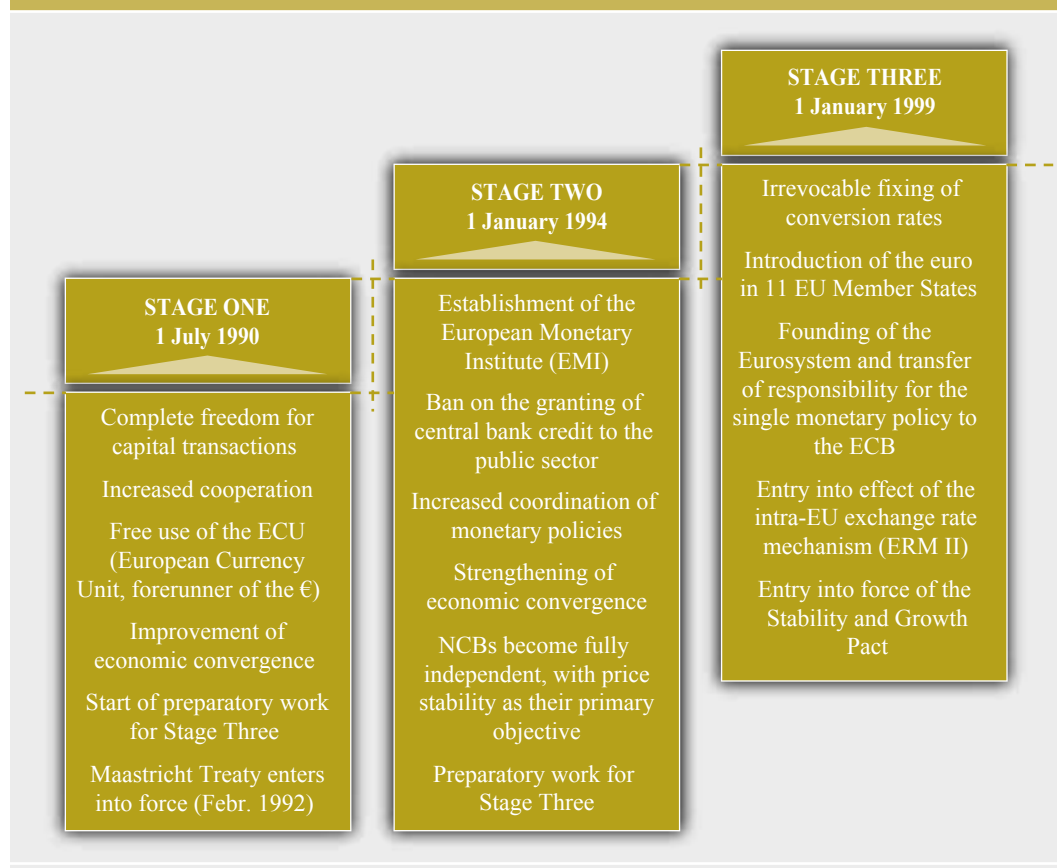 STAGE ONE
1 July 1990
Complete freedom for
capital transactions
Increased cooperation
Free use of the ECU
(European Currency
Unit, forerunner of the €)
Improvement of
economic convergence
Start of preparatory work
for Stage Three
Maastricht Treaty enters
into force (Febr. 1992)
STAGE TWO
1 January 1994
Establishment of the
European Monetary
Institute (EMI)
Ban on the granting of
central bank credit to the
public sector
Increased coordination of
monetary policies
Strengthening of
economic convergence
NCBs become fully
independent, with price
stability as their primary
objective
Preparatory work for
Stage Three
STAGE THREE
1 January 1999
Irrevocable fixing of
conversion rates
Introduction of the euro
in 11 EU Member States
Founding of the
Eurosystem and transfer
of responsibility for the
single monetary policy to
the ECB
Entry into effect of the
intra-EU exchange rate
mechanism (ERM II)
Entry into force of the
Stability and Growth
Pact